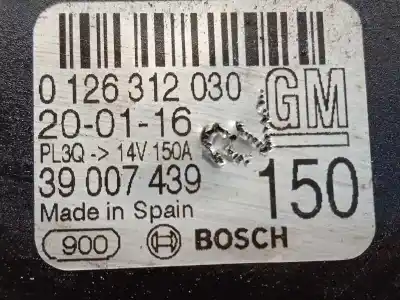 0 126 312 030
20-01-16
GM
PL3Q -> 14V 150A
39 007 439
150
Made in Spain
900
BOSCH